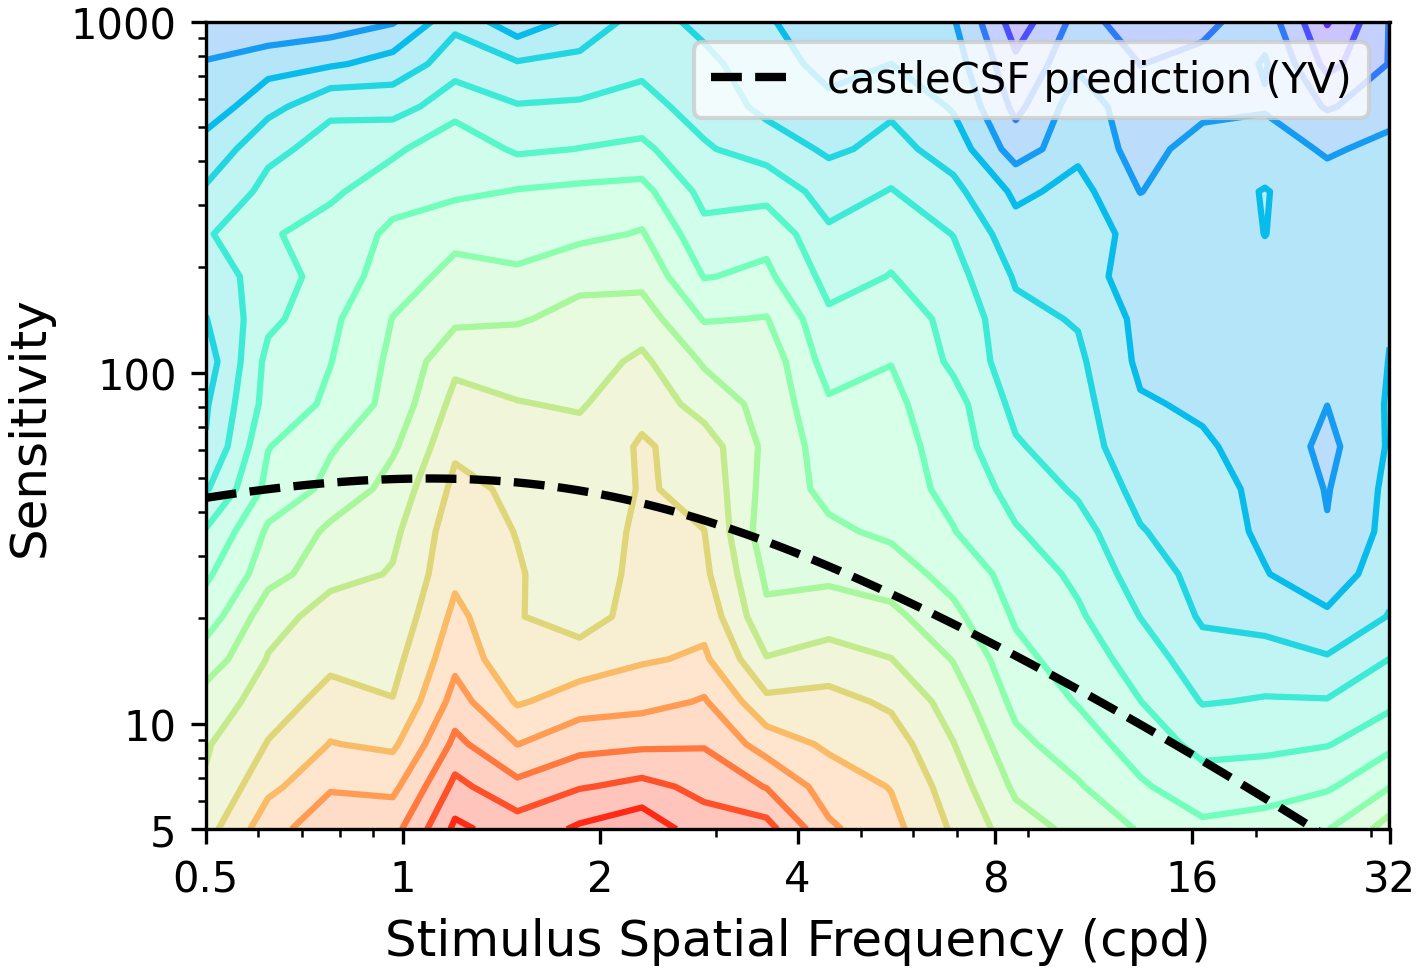 1000
castleCSF prediction (YV)
Sensitivity
100
10
5
0.5 1 2 4 8 16 32
Stimulus Spatial Frequency (cpd)